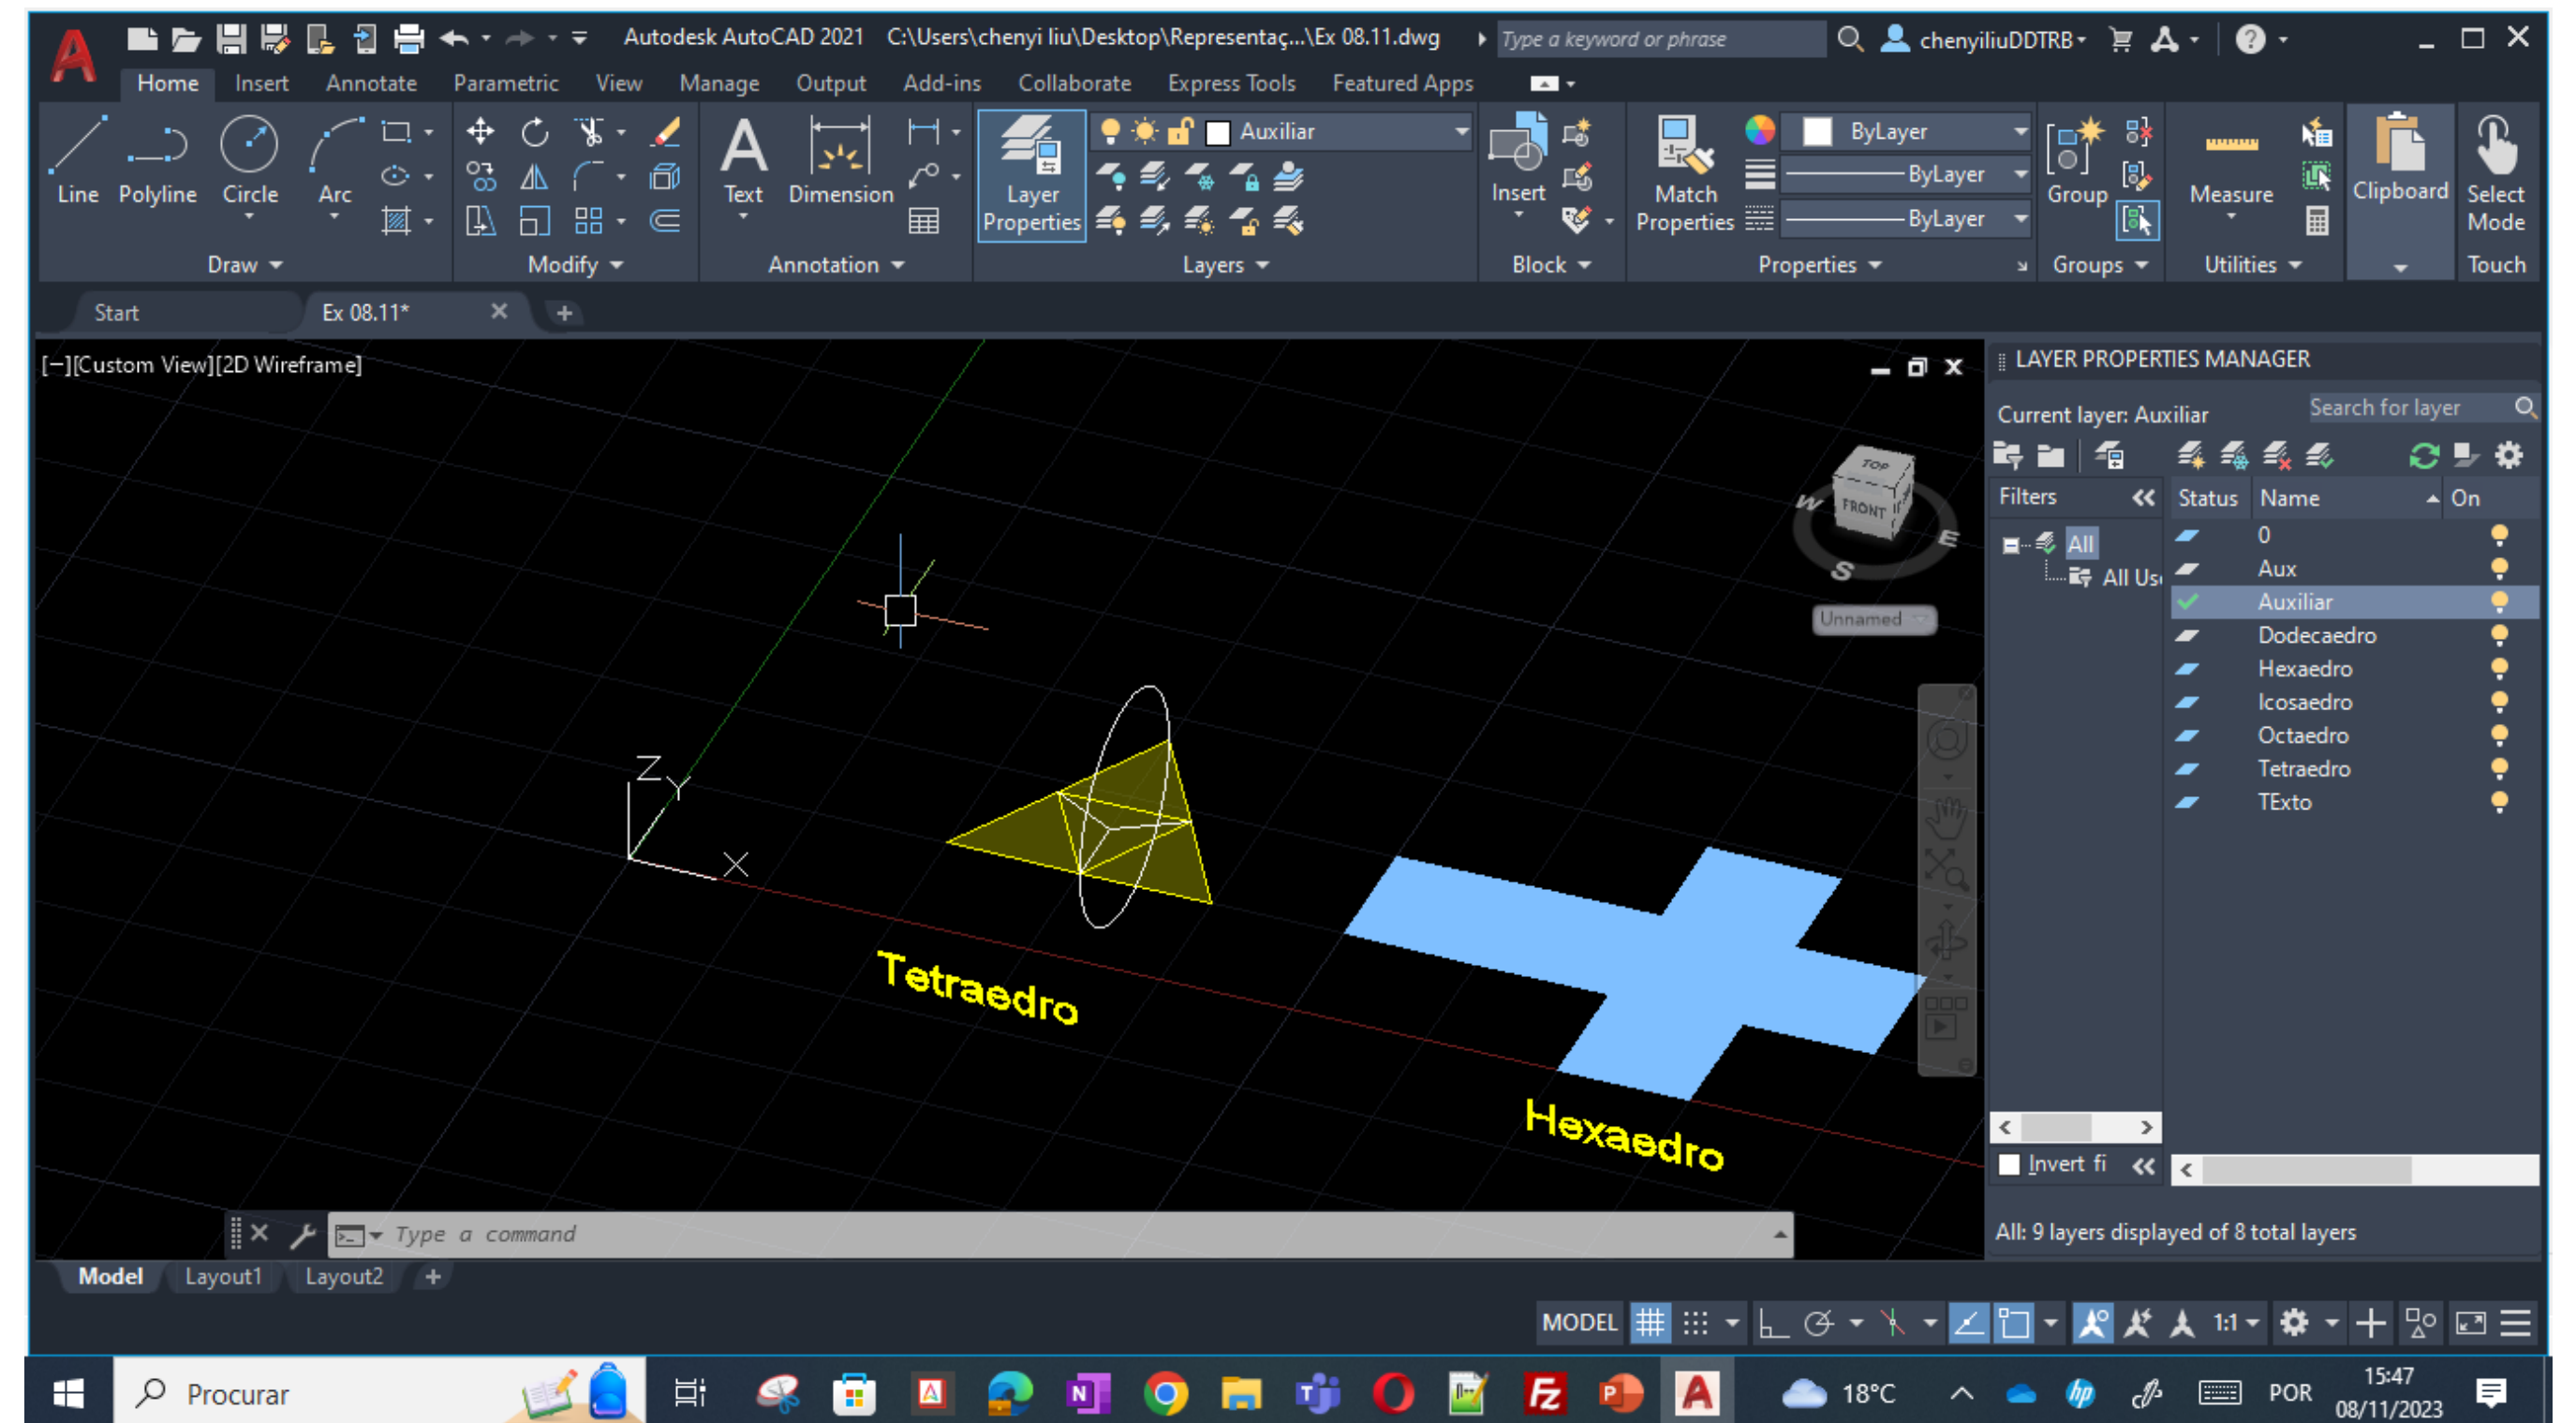 Autodesk AutoCAD 2021 C:\Users\chenyi liu\Desktop\Representaç...\Ex 08.11.dwg Type a keyword or phrase chenyiliuDDTRB
Home Insert Annotate Parametric View Manage Output Add-ins Collaborate Express Tools Featured Apps
Line Polyline Circle Arc
Text Dimension
Layer Properties
Auxiliar
Insert
Match Properties
ByLayer
ByLayer
ByLayer
Group
Measure
Clipboard
Select Mode
Draw Modify Annotation Layers Block Properties Groups Utilities Touch
Start Ex 08.11*
[−][Custom View][2D Wireframe]
TOP
FRONT
W
S
E
Unnamed
Z
Y
X
Tetraedro
Hexaedro
LAYER PROPERTIES MANAGER
Current layer: Auxiliar Search for layer
Filters Status Name On
All
All Use
0
Aux
Auxiliar
Dodecaedro
Hexaedro
Icosaedro
Octaedro
Tetraedro
TExto
Invert fi
All: 9 layers displayed of 8 total layers
Type a command
Model Layout1 Layout2
MODEL 1:1
Procurar 18°C POR 15:47
08/11/2023